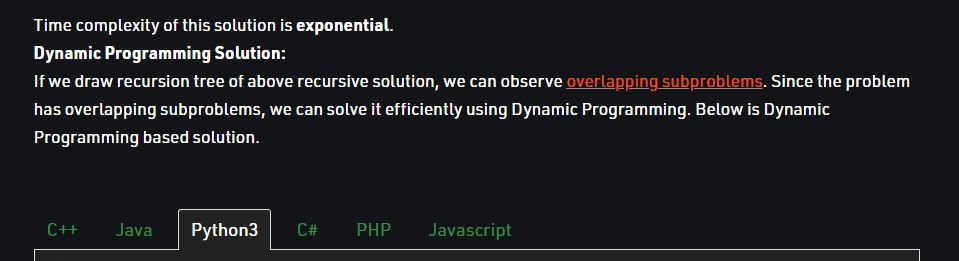 Time complexity of this solution is exponential.
Dynamic Programming Solution:
If we draw recursion tree of above recursive solution, we can observe overlapping subproblems. Since the problem
has overlapping subproblems, we can solve it efficiently using Dynamic Programming. Below is Dynamic
Programming based solution.
C++ Java Python3 C# PHP Javascript